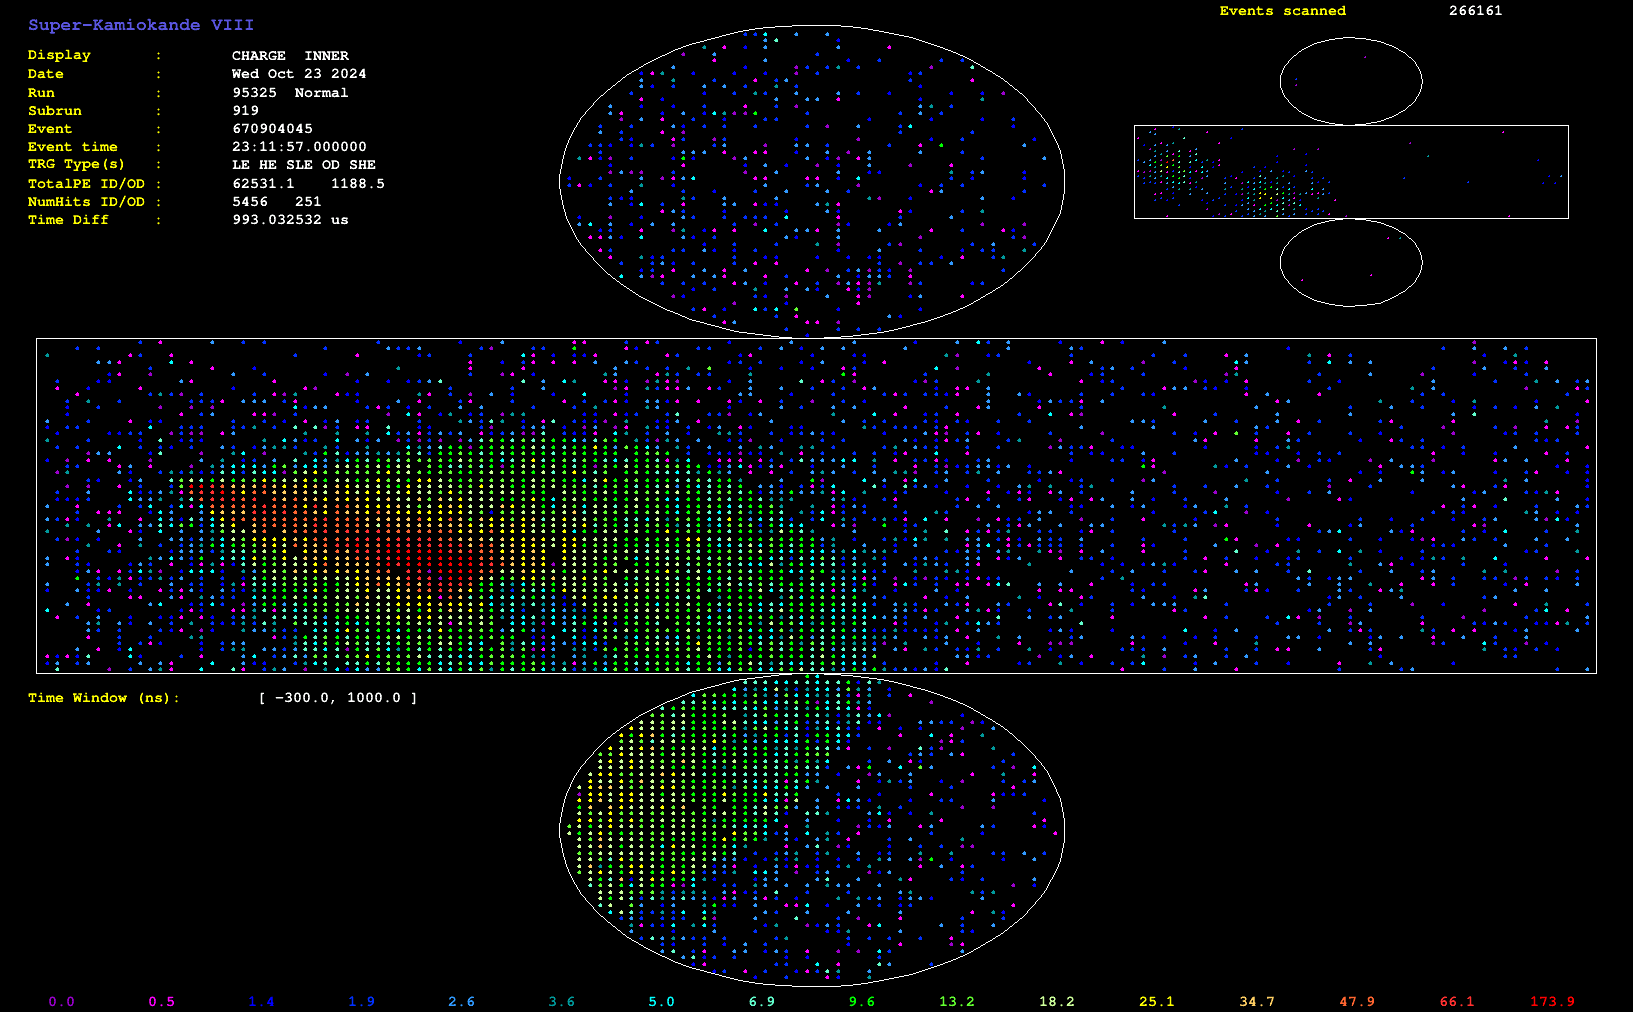 Super-Kamiokande VIII
Events scanned 266161
Display : CHARGE INNER
Date : Wed Oct 23 2024
Run : 95325 Normal
Subrun : 919
Event : 670904045
Event time : 23:11:57.000000
TRG Type(s) : LE HE SLE OD SHE
TotalPE ID/OD : 62531.1 1188.5
NumHits ID/OD : 5456 251
Time Diff : 993.032532 us
Time Window (ns): [ -300.0, 1000.0 ]
0.0 0.5 1.4 1.9 2.6 3.6 5.0 6.9 9.6 13.2 18.2 25.1 34.7 47.9 66.1 173.9